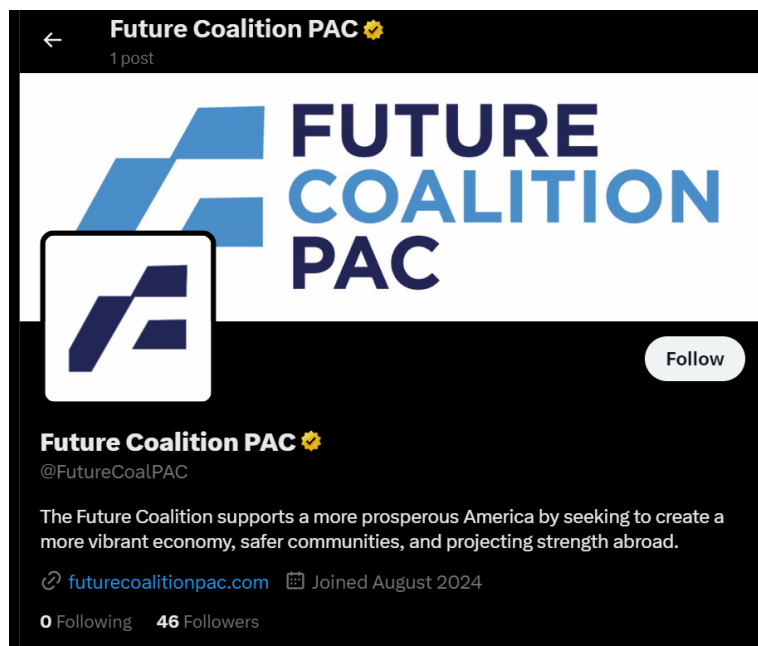 Future Coalition PAC
1 post
FUTURE
COALITION
PAC
Follow
Future Coalition PAC
@FutureCoalPAC
The Future Coalition supports a more prosperous America by seeking to create a
more vibrant economy, safer communities, and projecting strength abroad.
futurecoalitionpac.com Joined August 2024
0 Following 46 Followers